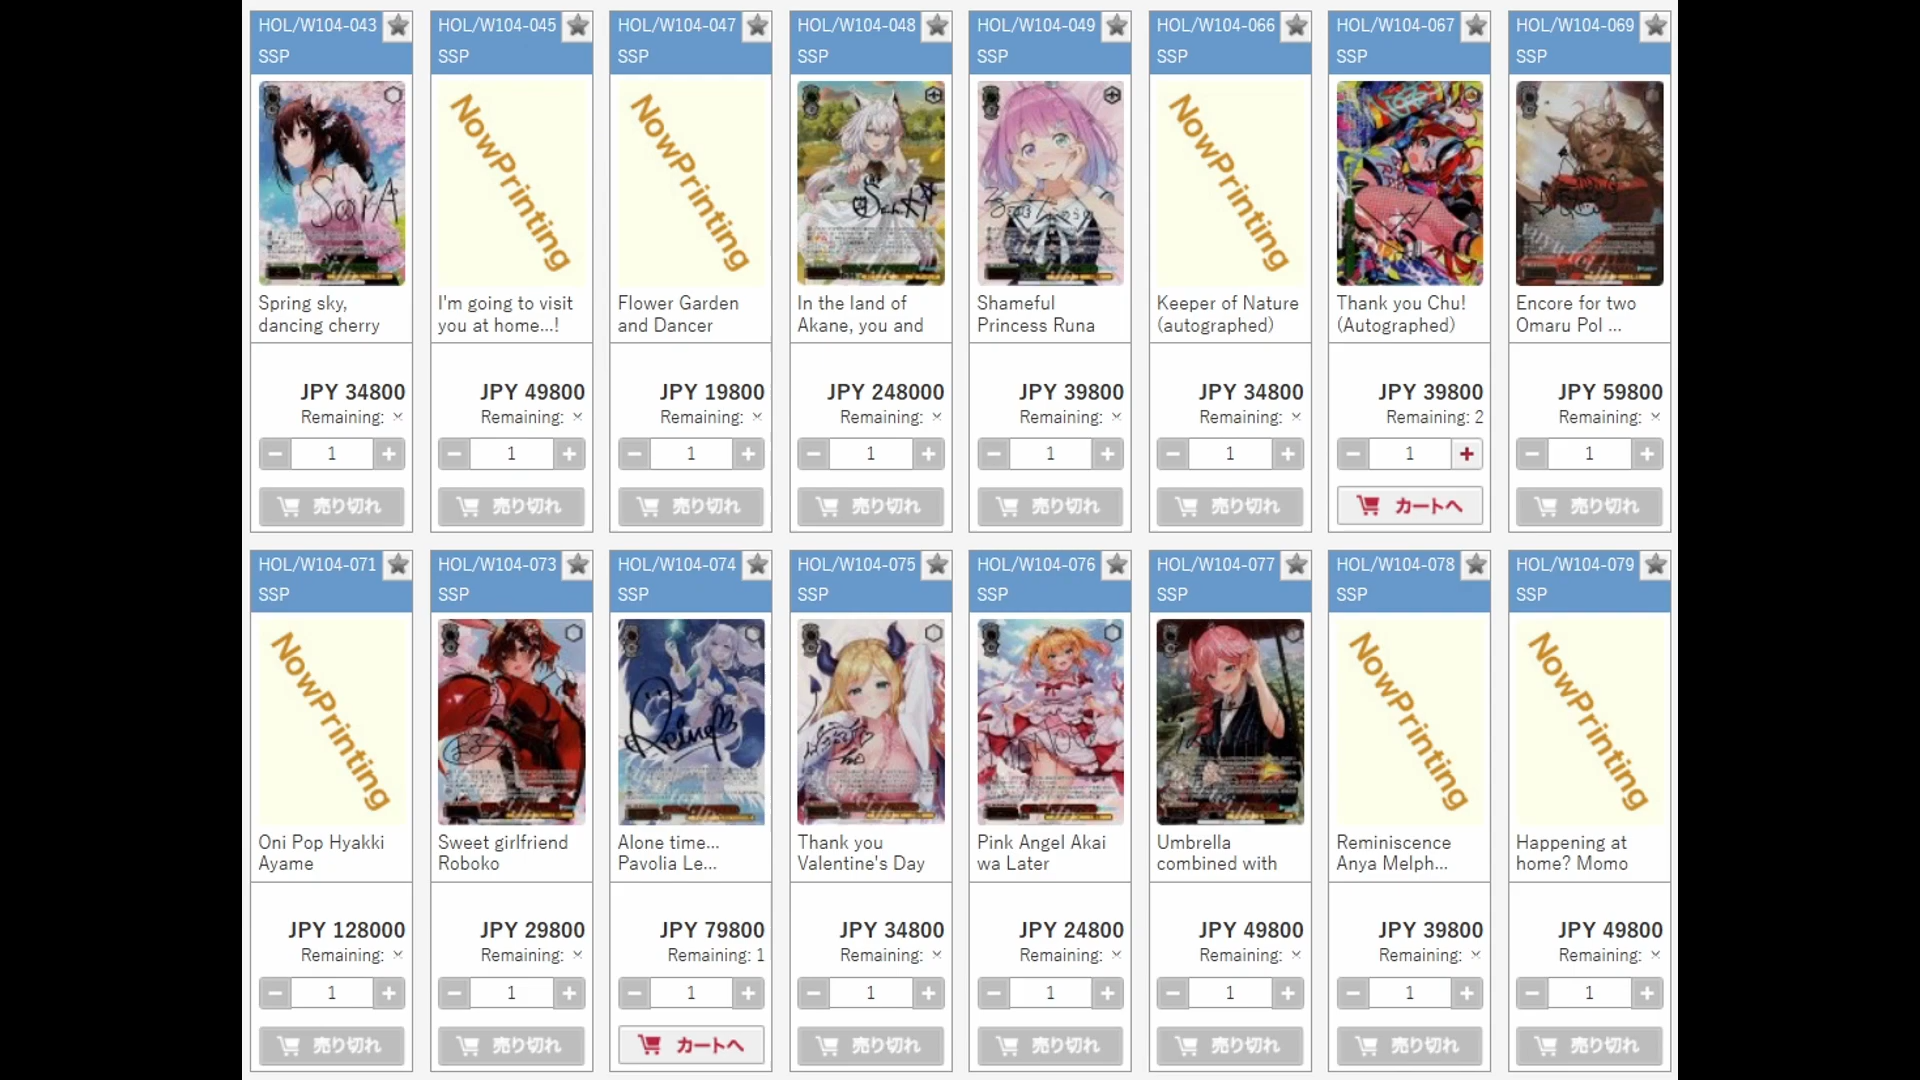 HOL/W104-043
SSP
HOL/W104-045
SSP
HOL/W104-047
SSP
HOL/W104-048
SSP
HOL/W104-049
SSP
HOL/W104-066
SSP
HOL/W104-067
SSP
HOL/W104-069
SSP
NowPrinting
NowPrinting
NowPrinting
Spring sky,
dancing cherry
I'm going to visit
you at home...!
Flower Garden
and Dancer
In the land of
Akane, you and
Shameful
Princess Runa
Keeper of Nature
(autographed)
Thank you Chu!
(Autographed)
Encore for two
Omaru Pol ...
JPY 34800
Remaining: ×
JPY 49800
Remaining: ×
JPY 19800
Remaining: ×
JPY 248000
Remaining: ×
JPY 39800
Remaining: ×
JPY 34800
Remaining: ×
JPY 39800
Remaining: 2
JPY 59800
Remaining: ×
1
1
1
1
1
1
1
1
売り切れ
売り切れ
売り切れ
売り切れ
売り切れ
売り切れ
カートへ
売り切れ
HOL/W104-071
SSP
HOL/W104-073
SSP
HOL/W104-074
SSP
HOL/W104-075
SSP
HOL/W104-076
SSP
HOL/W104-077
SSP
HOL/W104-078
SSP
HOL/W104-079
SSP
NowPrinting
NowPrinting
NowPrinting
Oni Pop Hyakki
Ayame
Sweet girlfriend
Roboko
Alone time...
Pavolia Le...
Thank you
Valentine's Day
Pink Angel Akai
wa Later
Umbrella
combined with
Reminiscence
Anya Melph...
Happening at
home? Momo
JPY 128000
Remaining: ×
JPY 29800
Remaining: ×
JPY 79800
Remaining: 1
JPY 34800
Remaining: ×
JPY 24800
Remaining: ×
JPY 49800
Remaining: ×
JPY 39800
Remaining: ×
JPY 49800
Remaining: ×
1
1
1
1
1
1
1
1
売り切れ
売り切れ
カートへ
売り切れ
売り切れ
売り切れ
売り切れ
売り切れ